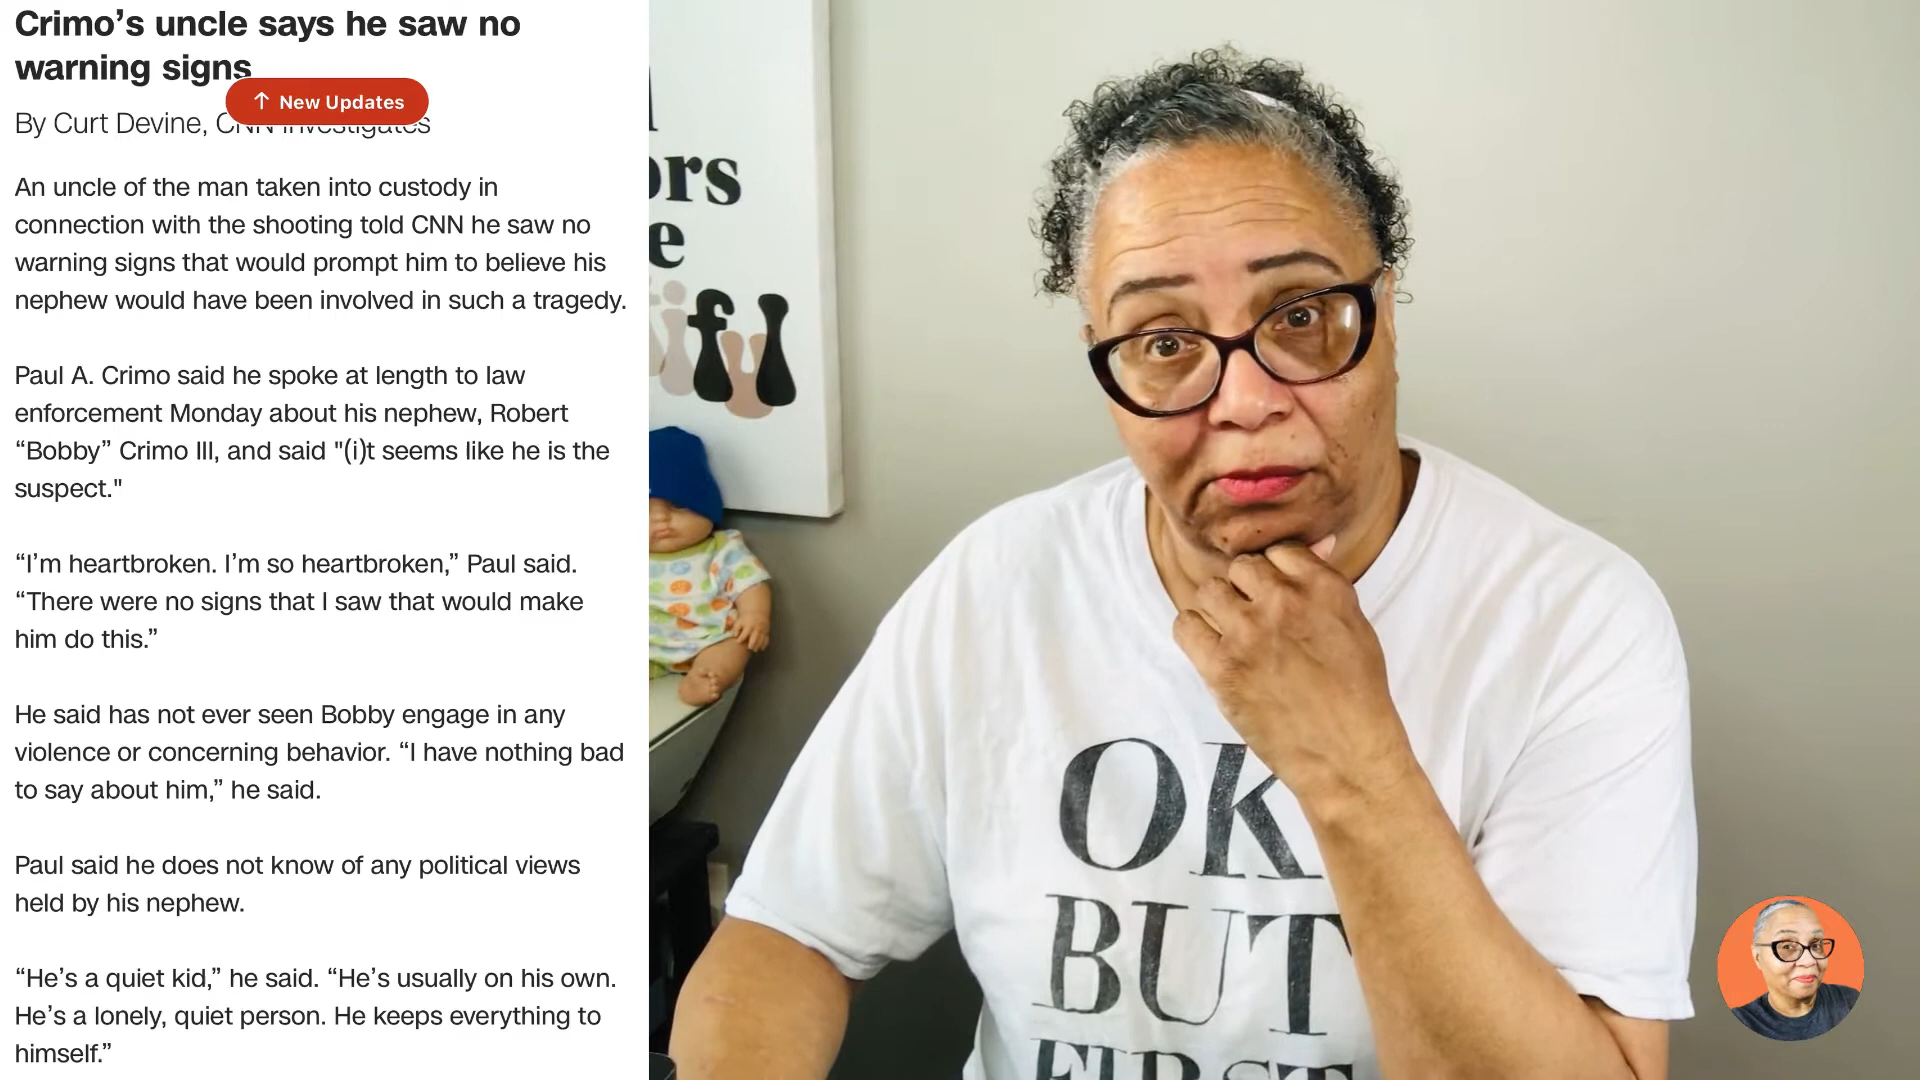 Crimo’s uncle says he saw no
warning signs
↑ New Updates
By Curt Devine, CNN Investigates
An uncle of the man taken into custody in
connection with the shooting told CNN he saw no
warning signs that would prompt him to believe his
nephew would have been involved in such a tragedy.
Paul A. Crimo said he spoke at length to law
enforcement Monday about his nephew, Robert
“Bobby” Crimo III, and said "(i)t seems like he is the
suspect."
“I’m heartbroken. I’m so heartbroken,” Paul said.
“There were no signs that I saw that would make
him do this.”
He said has not ever seen Bobby engage in any
violence or concerning behavior. “I have nothing bad
to say about him,” he said.
Paul said he does not know of any political views
held by his nephew.
“He’s a quiet kid,” he said. “He’s usually on his own.
He’s a lonely, quiet person. He keeps everything to
himself.”
ors
e
iful
OK
BUT
FIRST